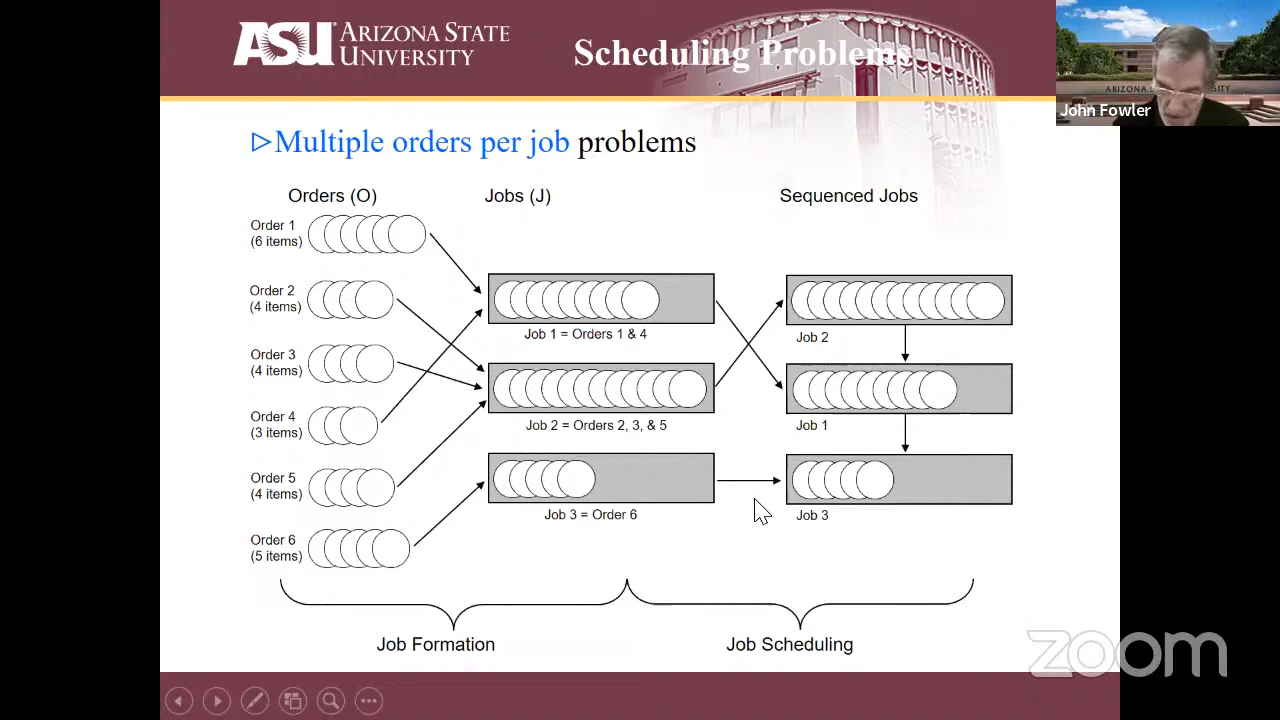 ASU ARIZONA STATE
UNIVERSITY
Scheduling Problems
ARIZONA STATE UNIVERSITY
John Fowler
Multiple orders per job problems
Orders (O)
Jobs (J)
Sequenced Jobs
Order 1
(6 items)
Order 2
(4 items)
Order 3
(4 items)
Order 4
(3 items)
Order 5
(4 items)
Order 6
(5 items)
Job 1 = Orders 1 & 4
Job 2 = Orders 2, 3, & 5
Job 3 = Order 6
Job 2
Job 1
Job 3
Job Formation
Job Scheduling
zoom